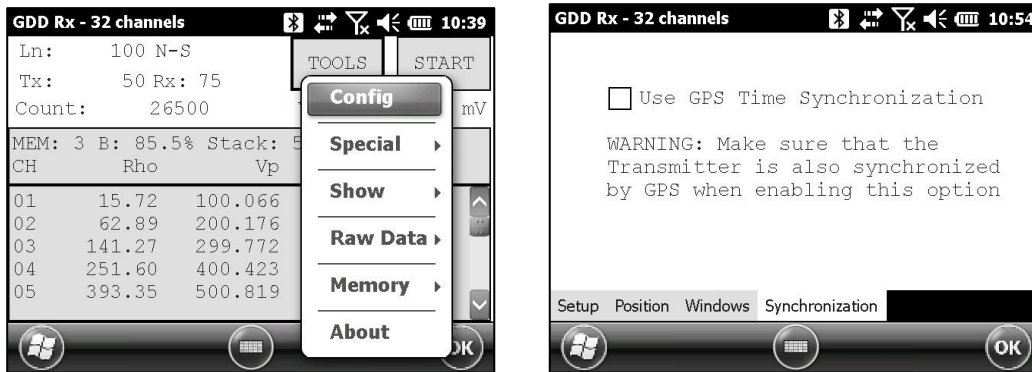 GDD Rx - 32 channels 10:39
Ln: 100 N-S
TOOLS START
Tx: 50 Rx: 75
Count: 26500 mV
MEM: 3 B: 85.5% Stack: 5
CH Rho Vp
01 15.72 100.066
02 62.89 200.176
03 141.27 299.772
04 251.60 400.423
05 393.35 500.819
Config
Special
Show
Raw Data
Memory
About
OK
GDD Rx - 32 channels 10:54
Use GPS Time Synchronization
WARNING: Make sure that the
Transmitter is also synchronized
by GPS when enabling this option
Setup Position Windows Synchronization
OK